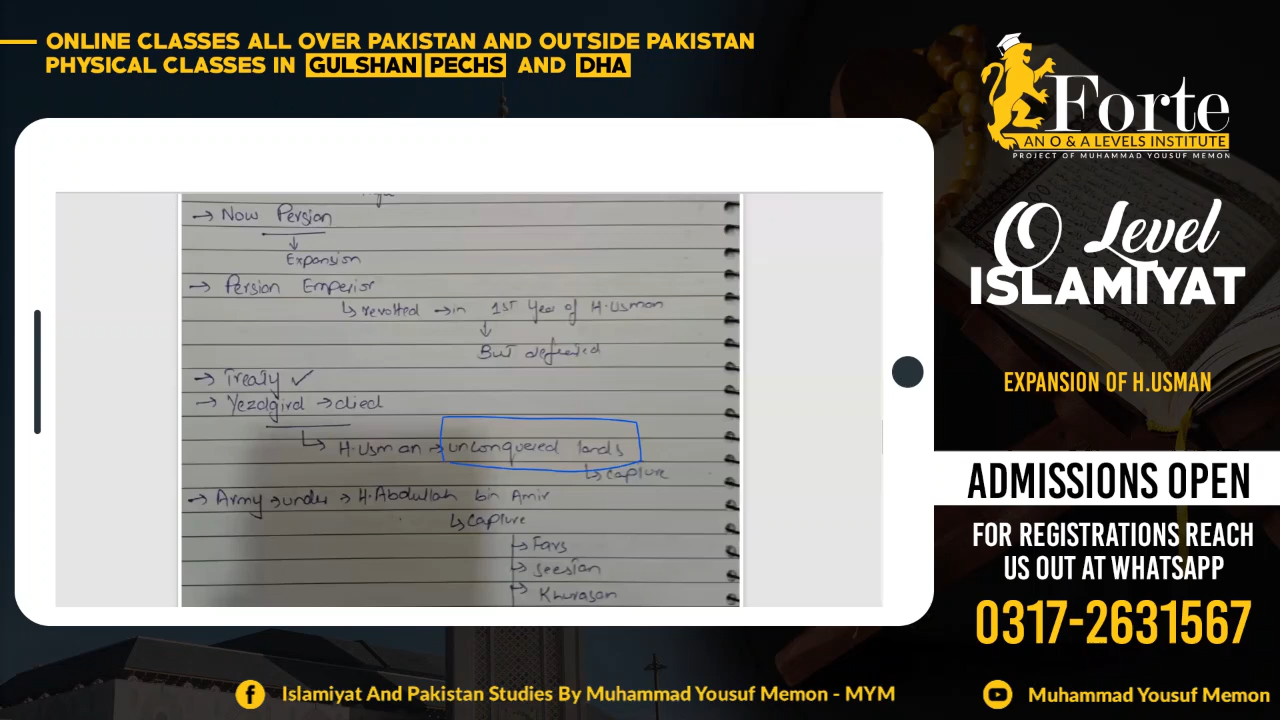 ONLINE CLASSES ALL OVER PAKISTAN AND OUTSIDE PAKISTAN
PHYSICAL CLASSES IN GULSHAN PECHS AND DHA
Forte
AN O & A LEVELS INSTITUTE
PROJECT OF MUHAMMAD YOUSUF MEMON
O Level
ISLAMIYAT
EXPANSION OF H.USMAN
ADMISSIONS OPEN
FOR REGISTRATIONS REACH
US OUT AT WHATSAPP
0317-2631567
→ Now Persian
↓
Expansion
→ Persion Emperior
↳ revolted → in 1st Year of H.Usman
↓
But defeated
→ Treaty ✓
→ Yezdgird → died
↳ H.Usman → unconquered lands
↳ capture
→ Army → under → H.Abdullah bin Amir
↳ Capture
→ Fars
→ Seestan
→ Khurasan
Islamiyat And Pakistan Studies By Muhammad Yousuf Memon - MYM
Muhammad Yousuf Memon